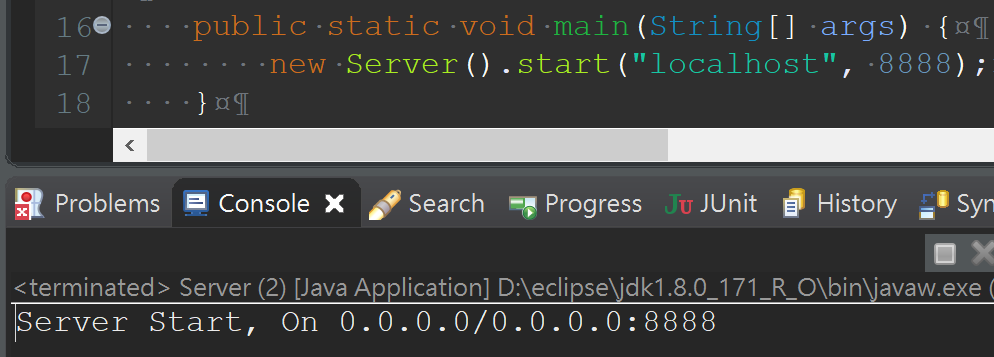 16 public static void main(String[] args) {
17 new Server().start("localhost", 8888);
18 }
Problems Console Search Progress JUnit History Syn
<terminated> Server (2) [Java Application] D:\eclipse\jdk1.8.0_171_R_O\bin\javaw.exe (
Server Start, On 0.0.0.0/0.0.0.0:8888